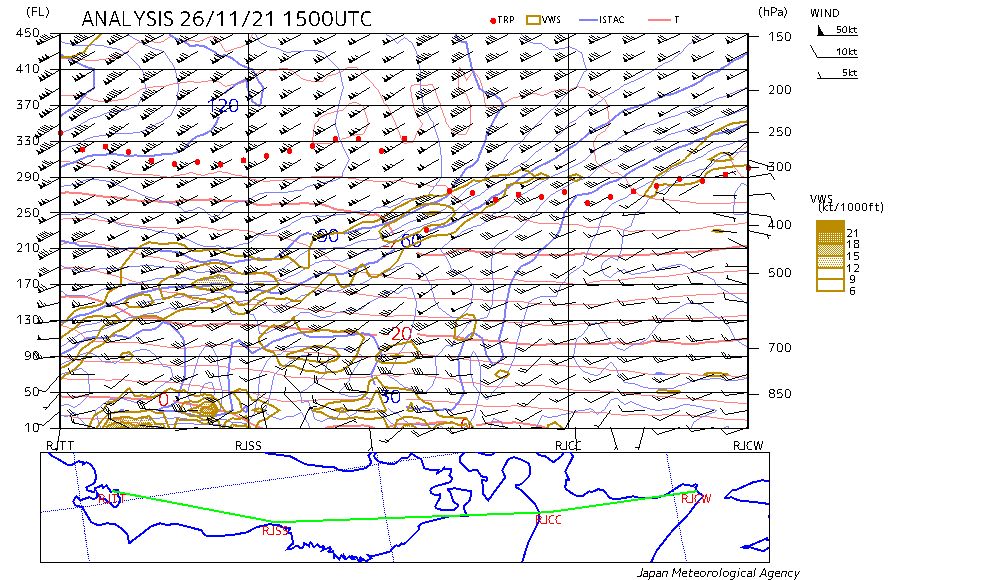 (FL) ANALYSIS 26/11/21 1500UTC TRP VWS ISTAC T (hPa) WIND
450 150 50kt
10kt
410
5kt
200
370 120
250
330
300
290
VWS
(kt/1000ft)
250
400
21
90 60
18
210
15
500
12
170
9
6
130
20
700
90
50 850
0 30
10
RJTT RJSS RJCC RJCW
RJTT RJCW
RJSS RJCC
Japan Meteorological Agency